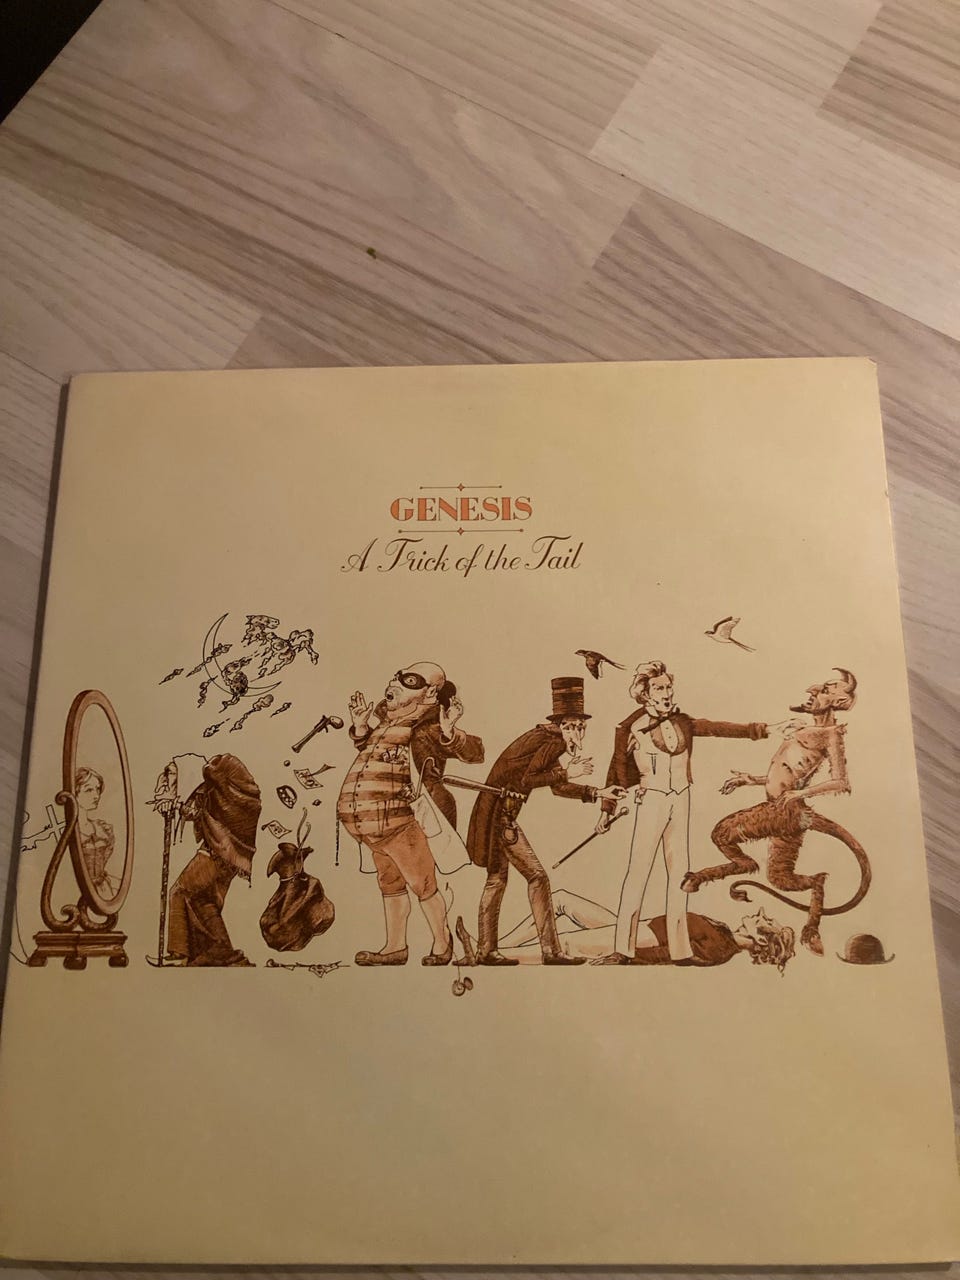 GENESIS
A Trick of the Tail